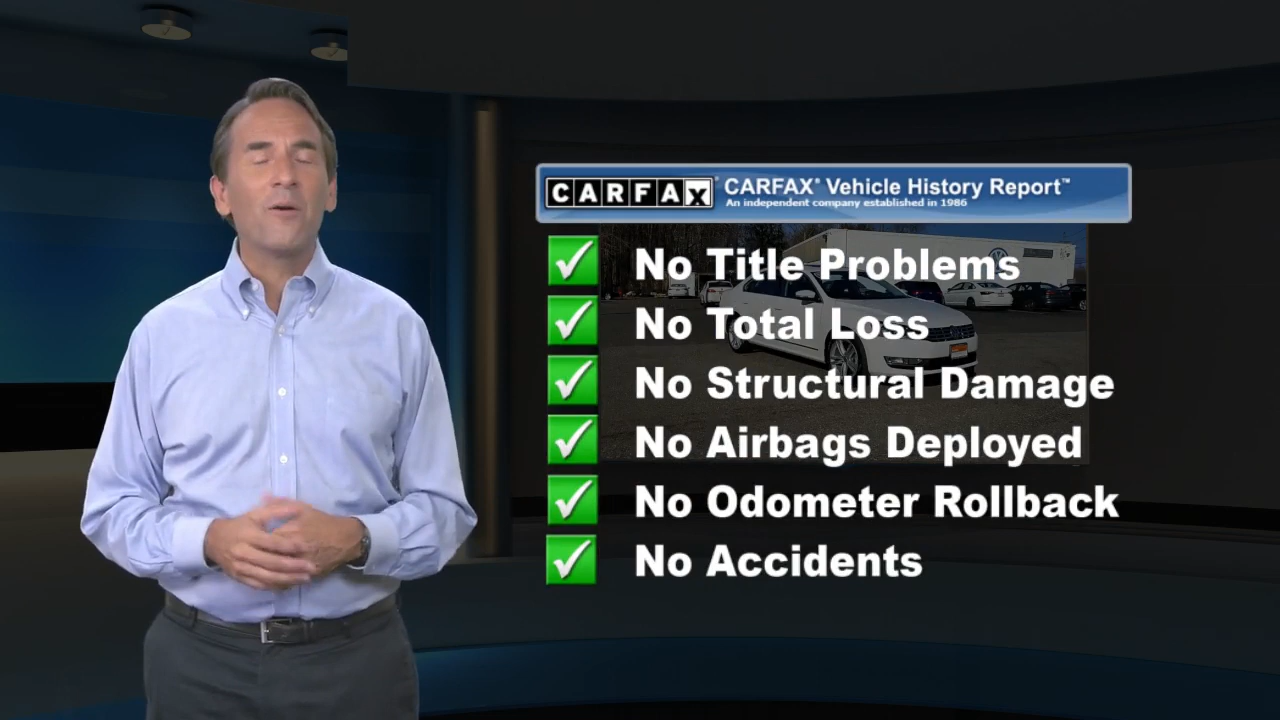 CARFAX® CARFAX® Vehicle History Report™
An independent company established in 1986
No Title Problems
No Total Loss
No Structural Damage
No Airbags Deployed
No Odometer Rollback
No Accidents